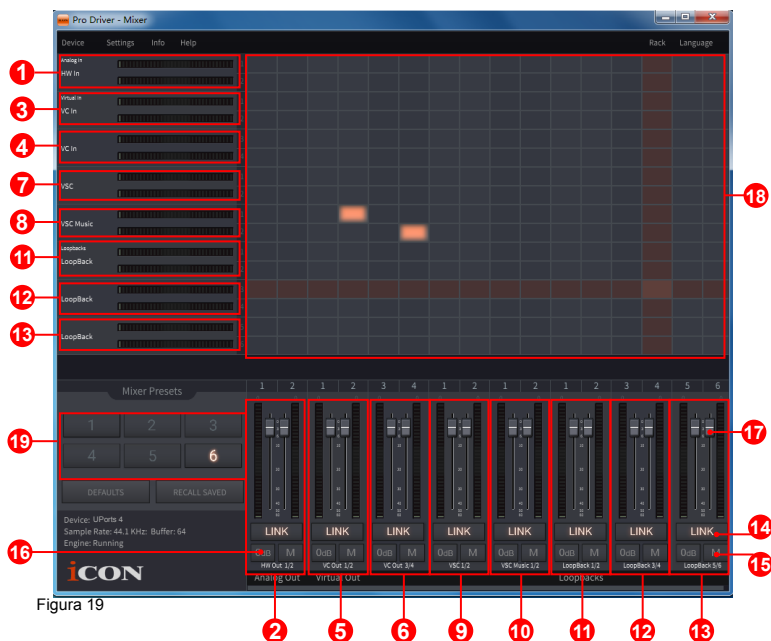 Pro Driver - Mixer
Device Settings Info Help Rack Language
Analog In
1 HW In
Virtual In
3 VC In
4 VC In
7 VSC
18
8 VSC Music
Loopbacks
11 LoopBack
12 LoopBack
13 LoopBack
Mixer Presets
1 2 1 2 3 4 1 2 1 2 1 2 3 4 5 6
19
1 2 3
4 5 6
17
DEFAULTS RECALL SAVED
Device: UPorts 4
Sample Rate: 44.1 KHz: Buffer: 64
Engine: Running
LINK LINK LINK LINK LINK LINK LINK LINK 14
16 0dB M 0dB M 0dB M 0dB M 0dB M 0dB M 0dB M 0dB M 15
HW Out 1/2 VC Out 1/2 VC Out 3/4 VSC 1/2 VSC Music 1/2 LoopBack 1/2 LoopBack 3/4 LoopBack 5/6
iCON
Analog Out Virtual Out Loopbacks
Figura 19
2 5 6 9 10 11 12 13